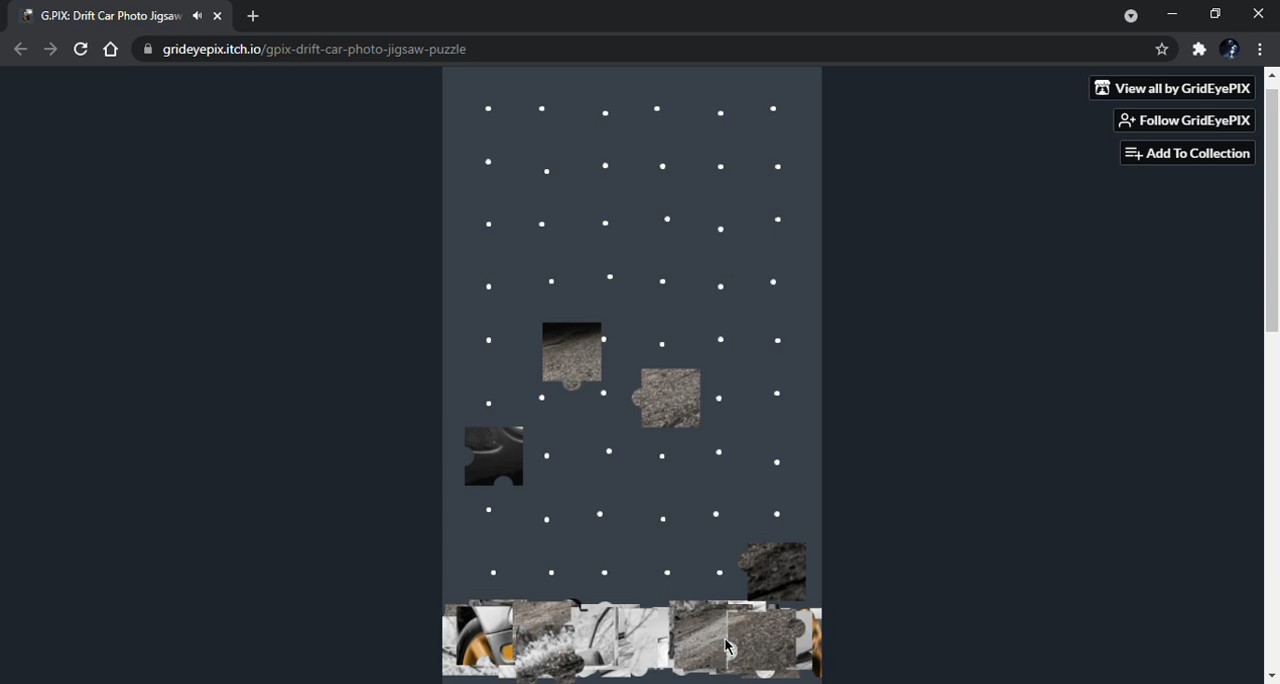 G.PIX: Drift Car Photo Jigsaw
grideyepix.itch.io/gpix-drift-car-photo-jigsaw-puzzle
View all by GridEyePIX
Follow GridEyePIX
Add To Collection